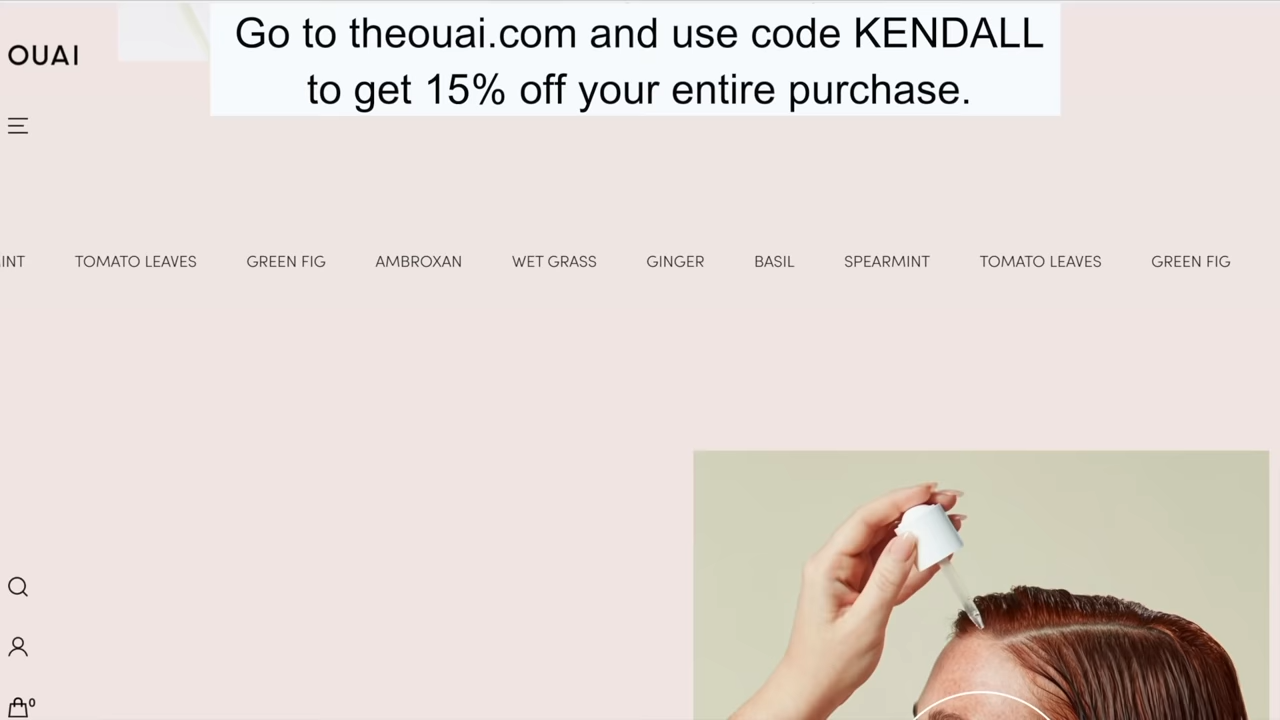 Go to theouai.com and use code KENDALL
to get 15% off your entire purchase.
OUAI
INT TOMATO LEAVES GREEN FIG AMBROXAN WET GRASS GINGER BASIL SPEARMINT TOMATO LEAVES GREEN FIG
0